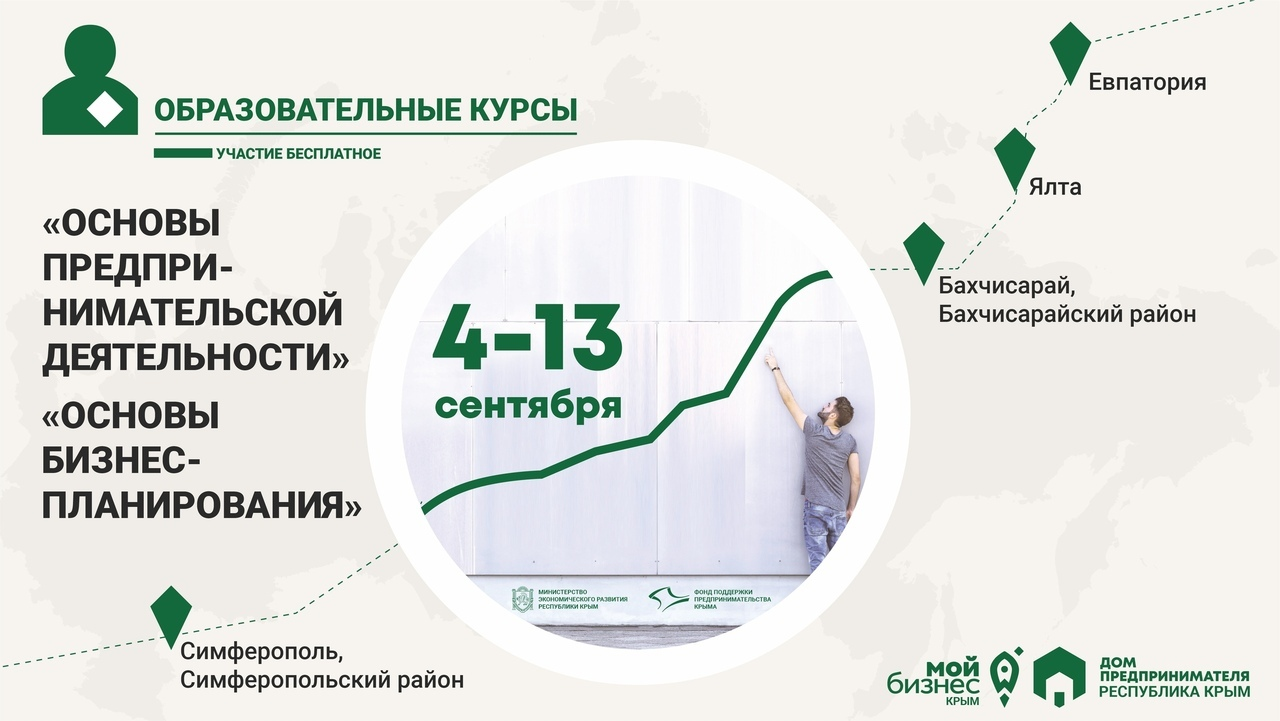 ОБРАЗОВАТЕЛЬНЫЕ КУРСЫ
УЧАСТИЕ БЕСПЛАТНОЕ
«ОСНОВЫ
ПРЕДПРИ-
НИМАТЕЛЬСКОЙ
ДЕЯТЕЛЬНОСТИ»
«ОСНОВЫ
БИЗНЕС-
ПЛАНИРОВАНИЯ»
4-13
сентября
Евпатория
Ялта
Бахчисарай,
Бахчисарайский район
Симферополь,
Симферопольский район
МИНИСТЕРСТВО
ЭКОНОМИЧЕСКОГО РАЗВИТИЯ
РЕСПУБЛИКИ КРЫМ
ФОНД ПОДДЕРЖКИ
ПРЕДПРИНИМАТЕЛЬСТВА
КРЫМА
МОЙ
бизнес
КРЫМ
ДОМ
ПРЕДПРИНИМАТЕЛЯ
РЕСПУБЛИКА КРЫМ